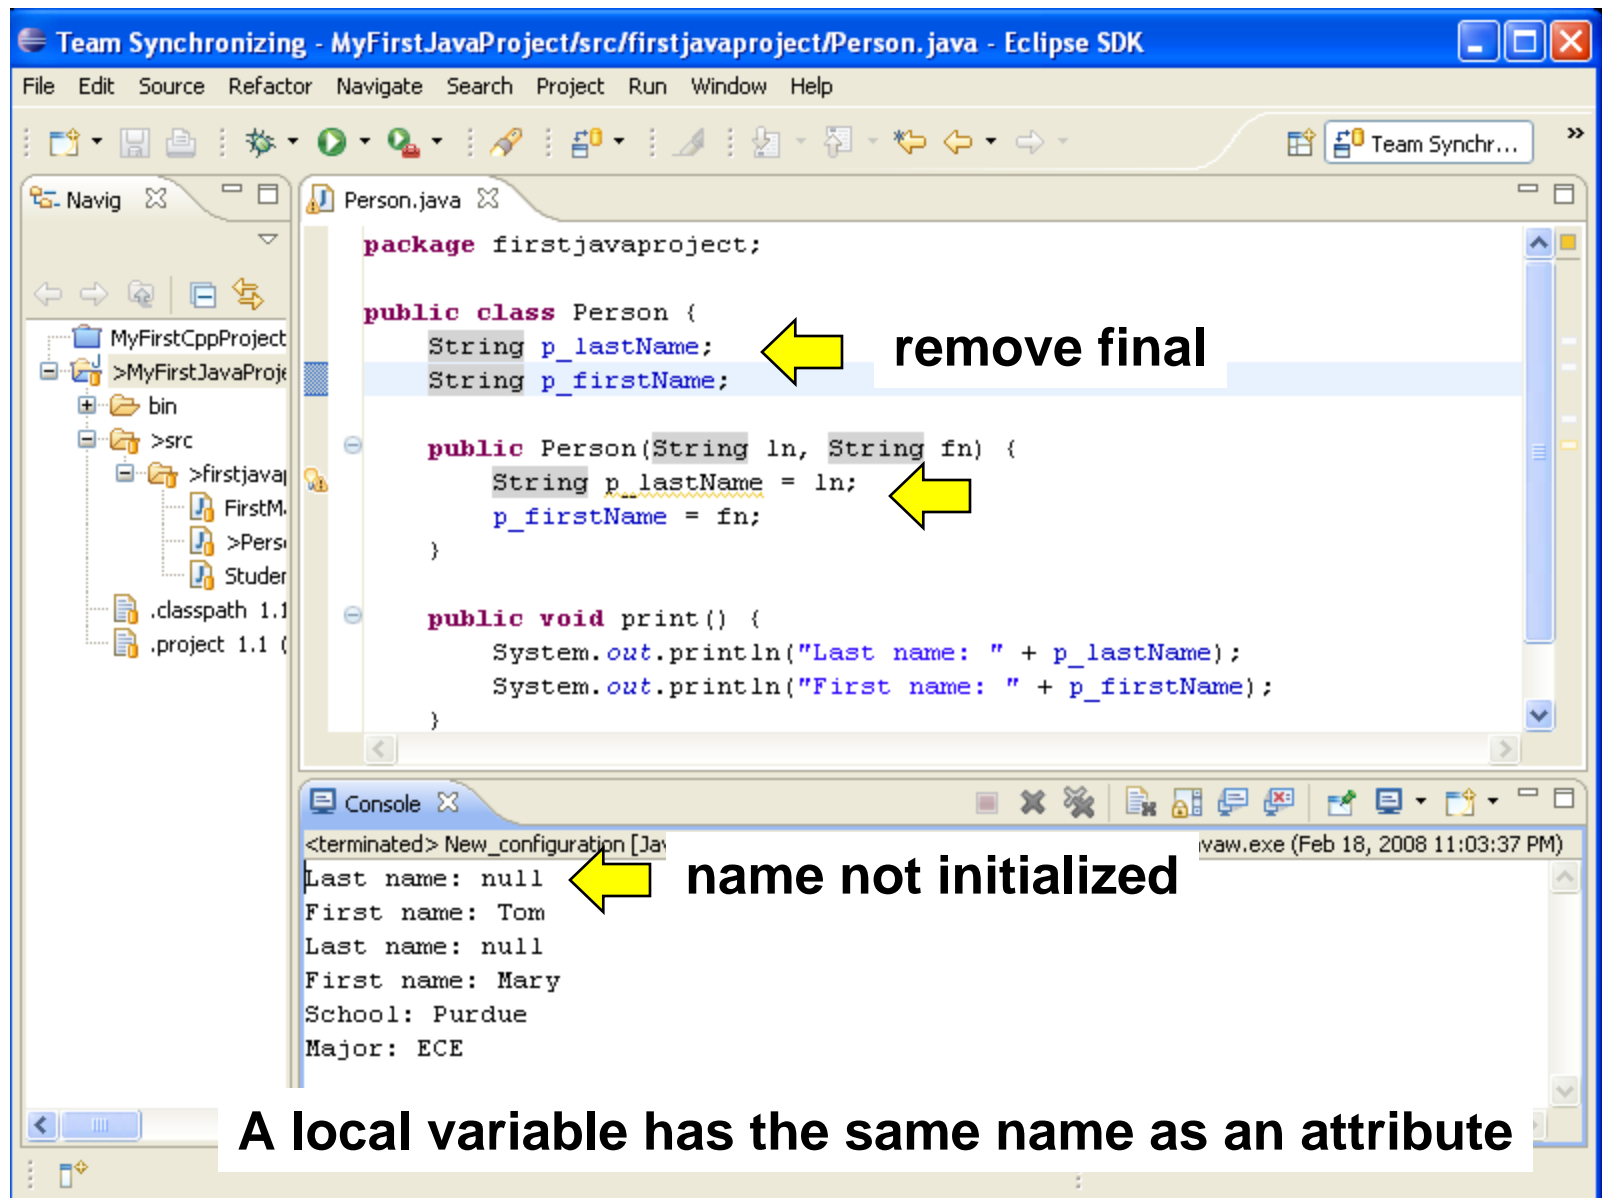 Team Synchronizing - MyFirstJavaProject/src/firstjavaproject/Person.java - Eclipse SDK
File Edit Source Refactor Navigate Search Project Run Window Help
Team Synchr...
Navig
Person.java
package firstjavaproject;
public class Person {
String p_lastName;
remove final
String p_firstName;
public Person(String ln, String fn) {
String p_lastName = ln;
p_firstName = fn;
}
public void print() {
System.out.println("Last name: " + p_lastName);
System.out.println("First name: " + p_firstName);
}
MyFirstCppProject
>MyFirstJavaProje
bin
>src
>firstjavap
FirstM
>Perso
Studen
.classpath 1.1
.project 1.1 (
Console
<terminated> New_configuration [Jav
vaw.exe (Feb 18, 2008 11:03:37 PM)
Last name: null
name not initialized
First name: Tom
Last name: null
First name: Mary
School: Purdue
Major: ECE
A local variable has the same name as an attribute